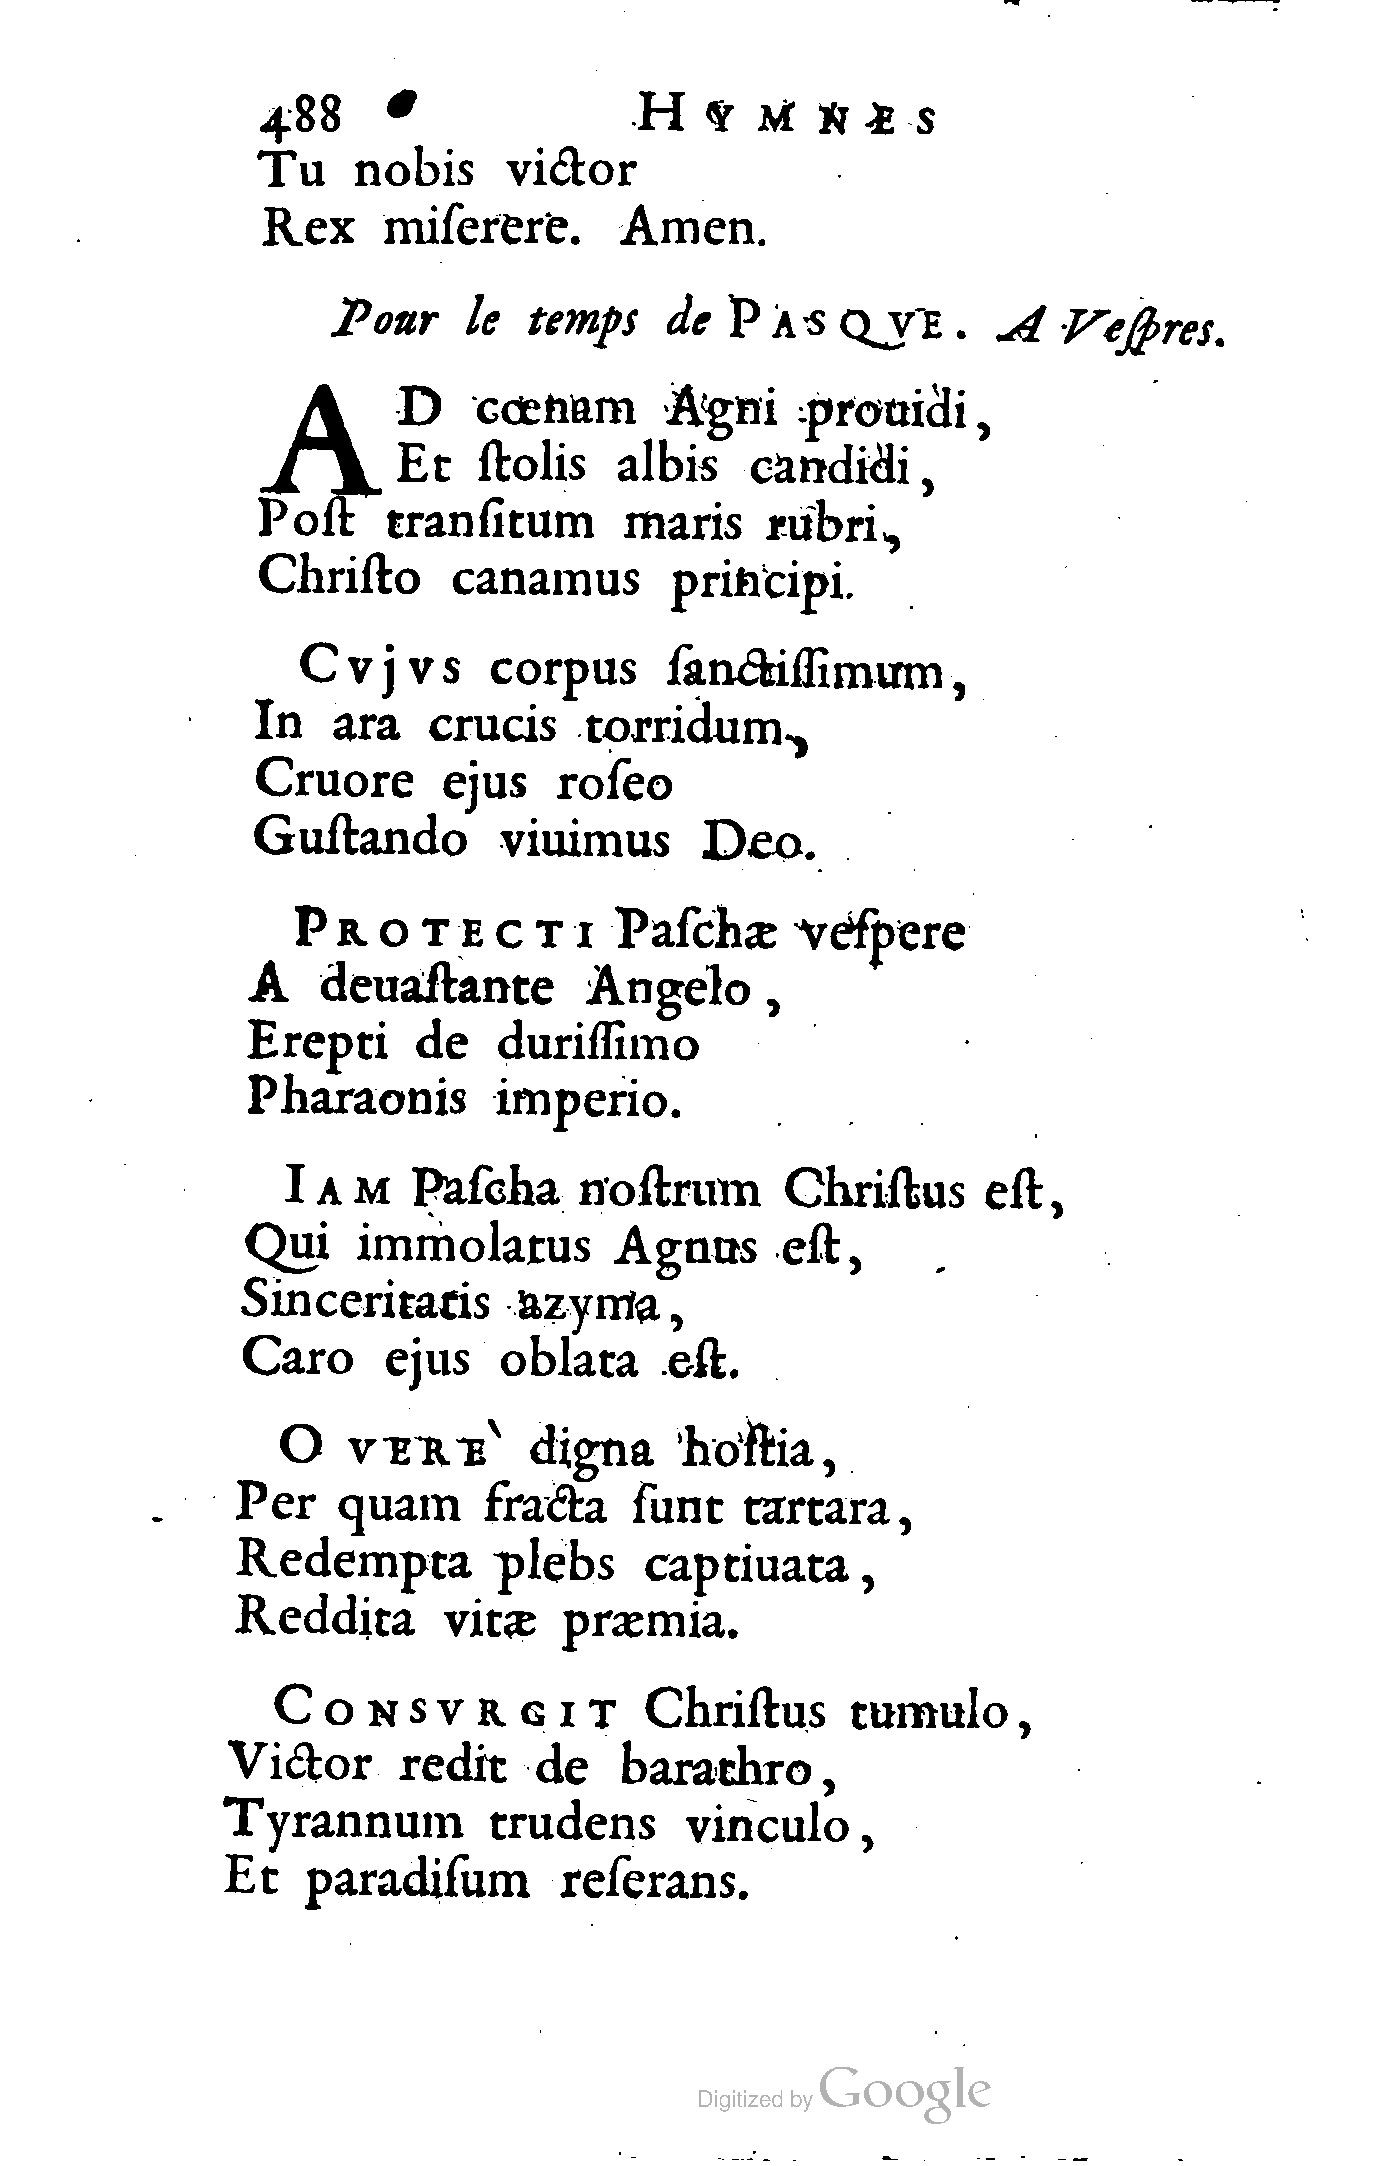 488 HYMNES
Tu nobis victor
Rex miſerere. Amen.
Pour le temps de PASQVE. A Veſpres.
AD cœnam Agni prouidi,
Et ſtolis albis candidi,
Poſt tranſitum maris rubri,
Chriſto canamus principi.
CVJVS corpus ſanctiſſimum,
In ara crucis torridum,
Cruore ejus roſeo
Guſtando viuimus Deo.
PROTECTI Paſchæ veſpere
A deuaſtante Angelo,
Erepti de duriſſimo
Pharaonis imperio.
IAM Paſcha noſtrum Chriſtus eſt,
Qui immolatus Agnus eſt,
Sinceritatis azyma,
Caro ejus oblata eſt.
O VERE` digna hoſtia,
Per quam fracta ſunt tartara,
Redempta plebs captiuata,
Reddita vitæ præmia.
CONSVRGIT Chriſtus tumulo,
Victor redit de barathro,
Tyrannum trudens vinculo,
Et paradiſum reſerans.
Digitized by Google